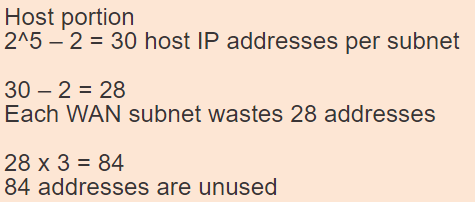 Host portion
2^5 – 2 = 30 host IP addresses per subnet
30 – 2 = 28
Each WAN subnet wastes 28 addresses
28 x 3 = 84
84 addresses are unused